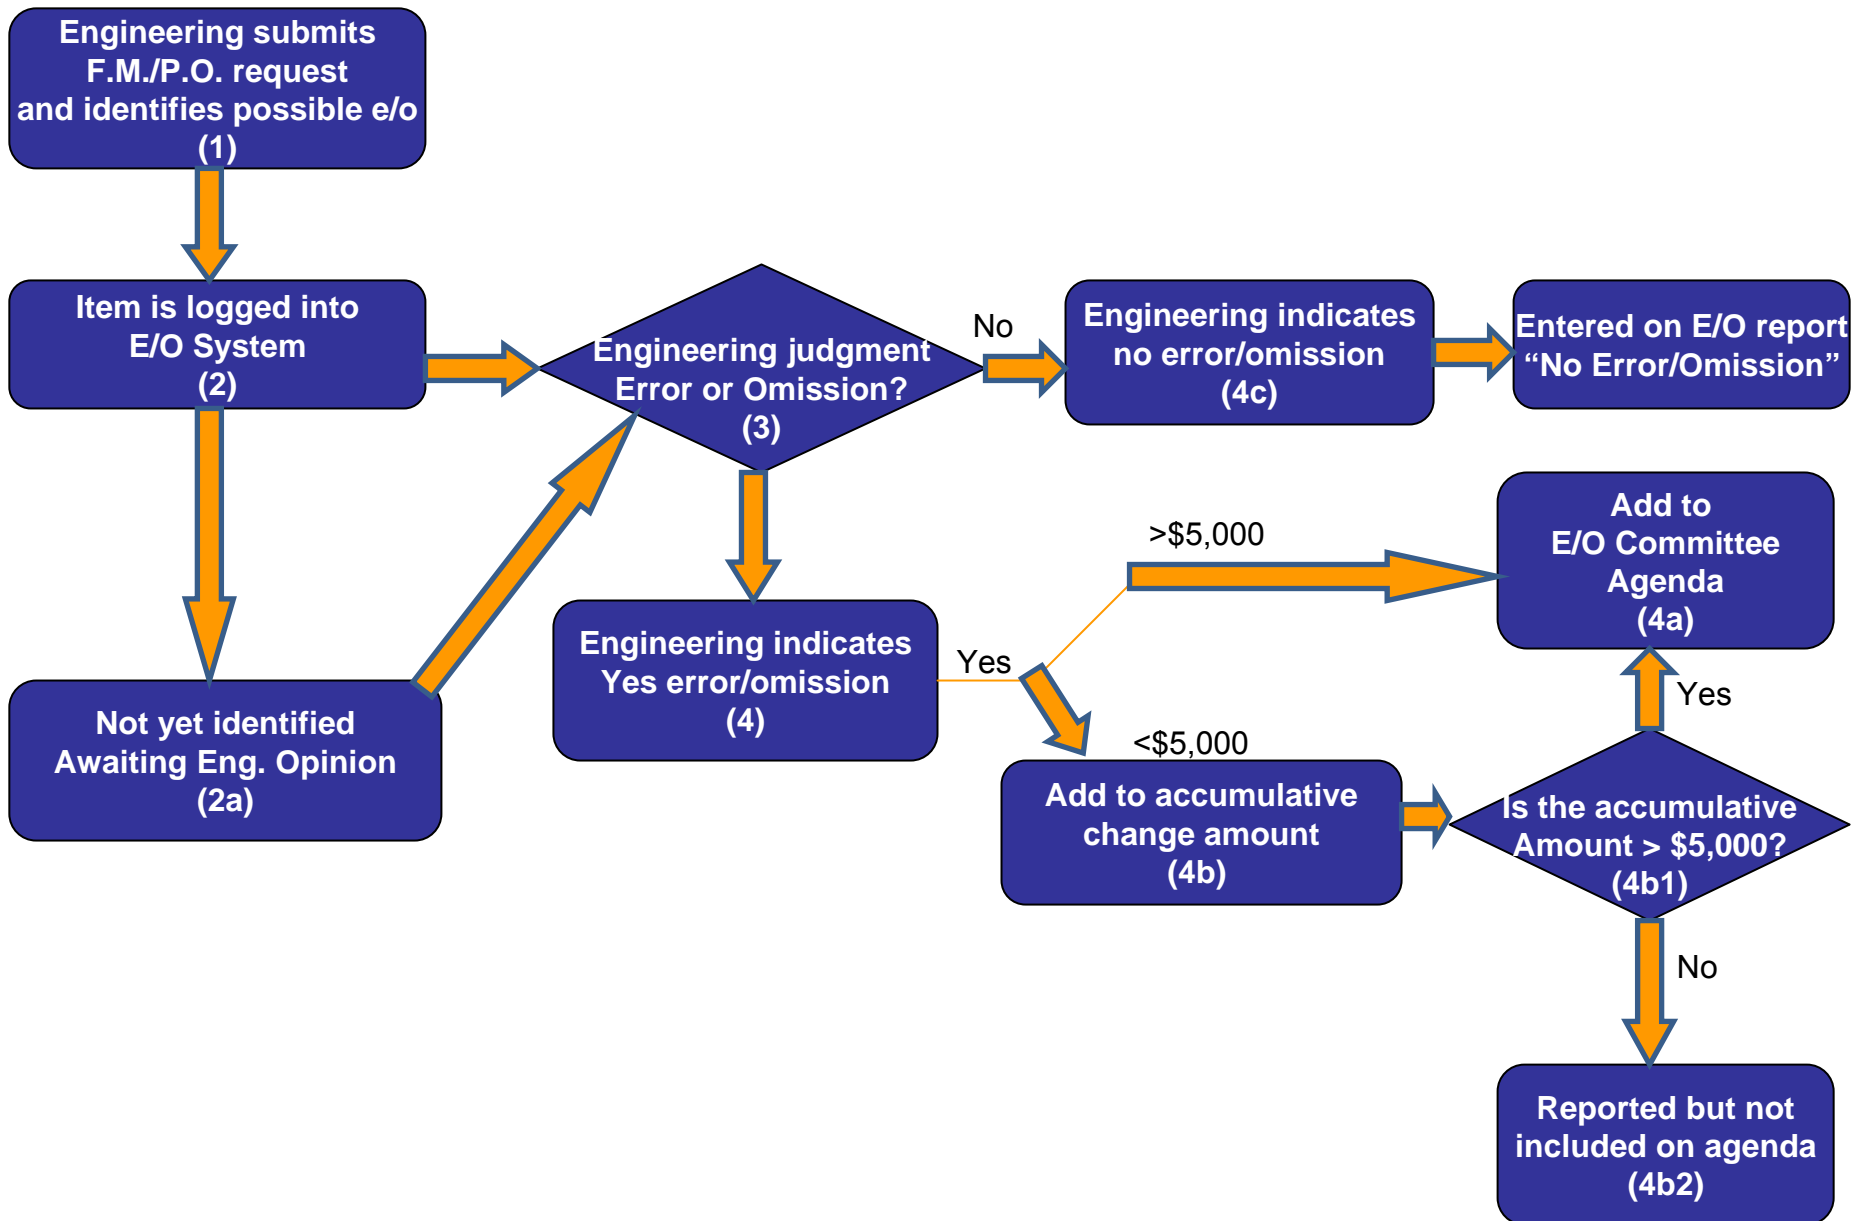 Engineering submits
F.M./P.O. request
and identifies possible e/o
(1)
Item is logged into
E/O System
(2)
Engineering judgment
Error or Omission?
(3)
No
Engineering indicates
no error/omission
(4c)
Entered on E/O report
“No Error/Omission”
Not yet identified
Awaiting Eng. Opinion
(2a)
Engineering indicates
Yes error/omission
(4)
Yes
>$5,000
Add to
E/O Committee
Agenda
(4a)
<$5,000
Add to accumulative
change amount
(4b)
Is the accumulative
Amount > $5,000?
(4b1)
Yes
No
Reported but not
included on agenda
(4b2)